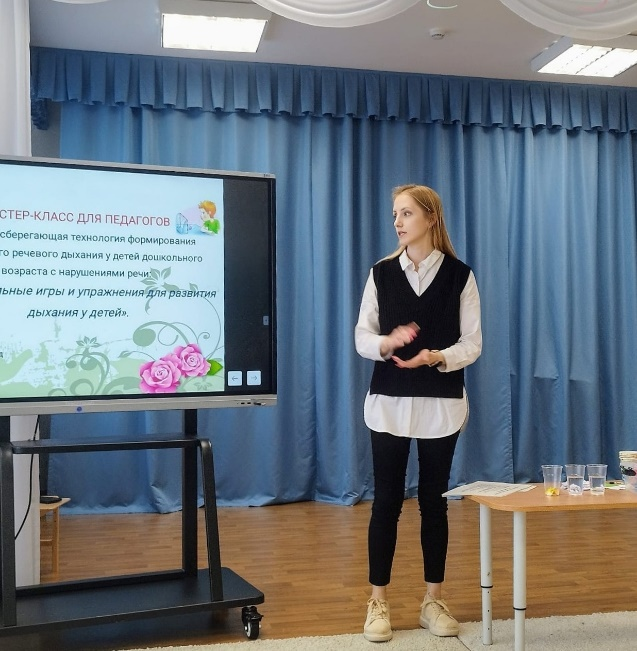 СТЕР-КЛАСС ДЛЯ ПЕДАГОГОВ
сберегающая технология формирования
го речевого дыхания у детей дошкольного
возраста с нарушениями речи:
льные игры и упражнения для развития
дыхания у детей».